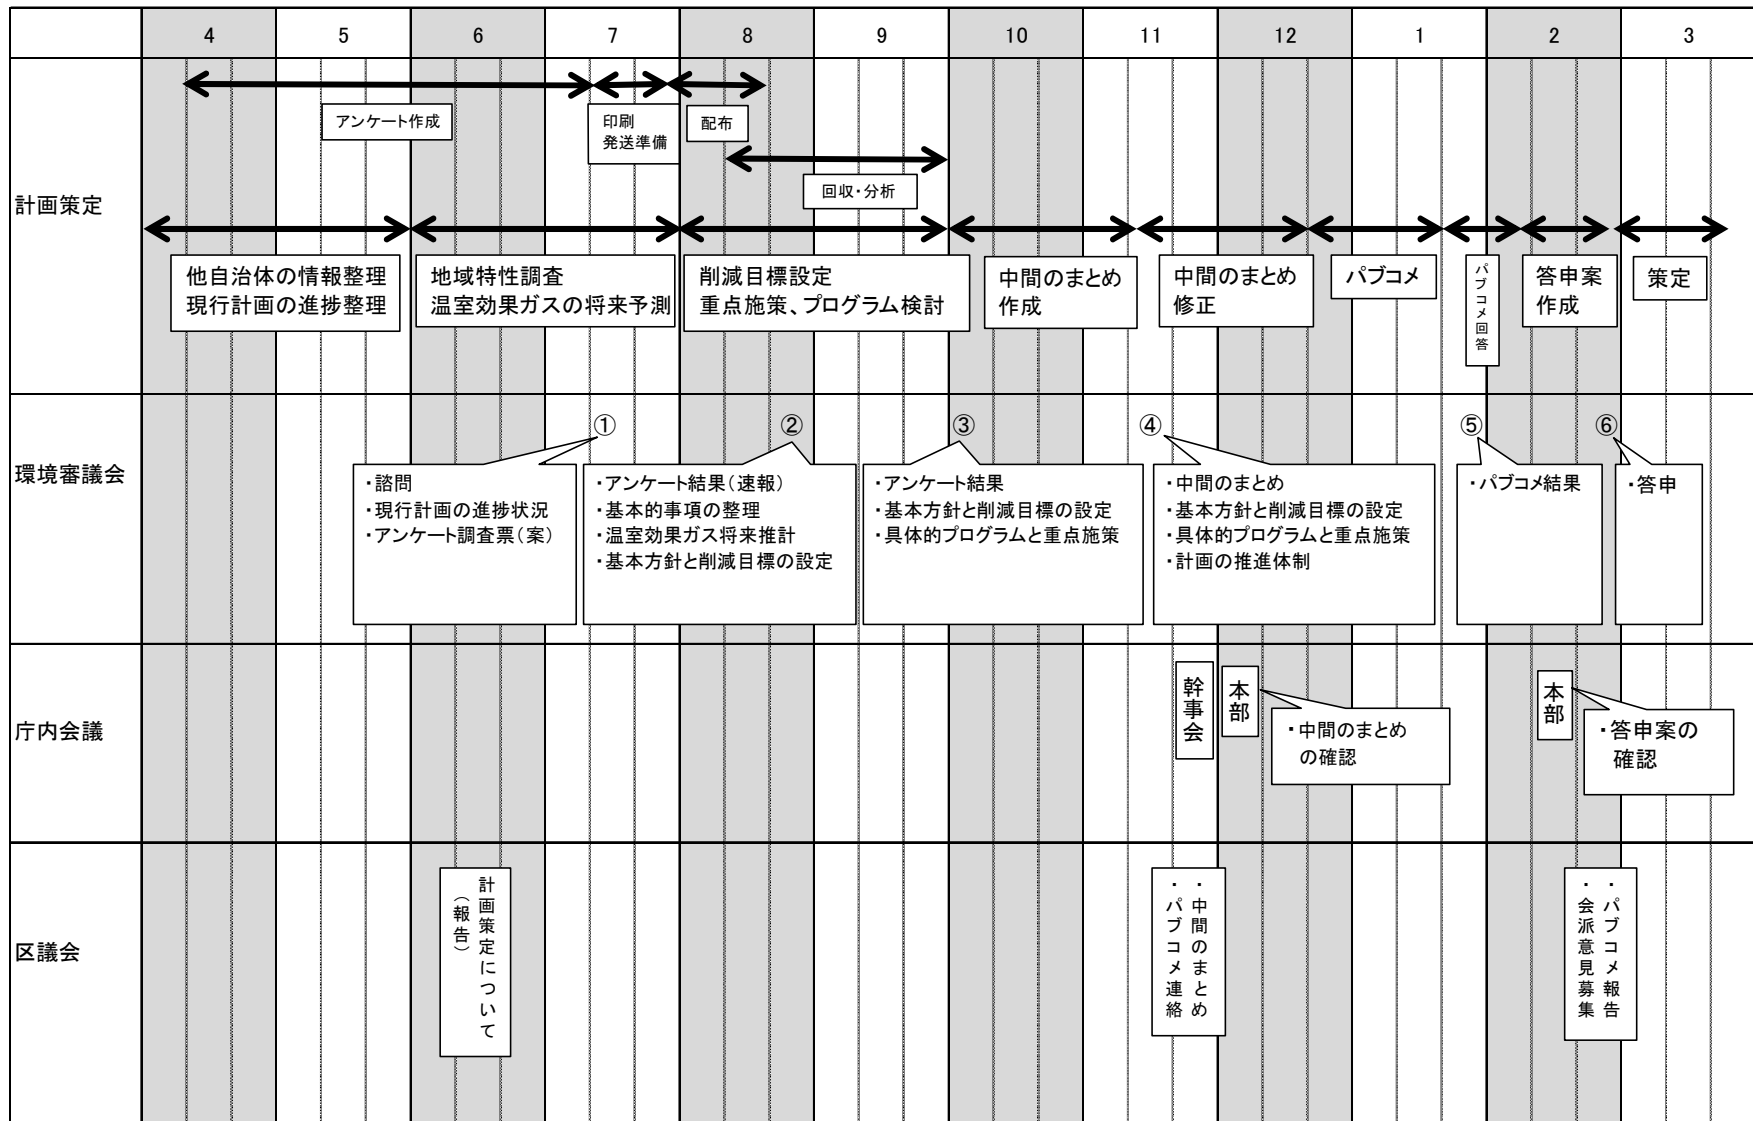 4 5 6 7 8 9 10 11 12 1 2 3
計画策定
アンケート作成
印刷
発送準備
配布
回収・分析
他自治体の情報整理
現行計画の進捗整理
地域特性調査
温室効果ガスの将来予測
削減目標設定
重点施策、プログラム検討
中間のまとめ
作成
中間のまとめ
修正
パブコメ
パブコメ回答
答申案
作成
策定
環境審議会
①
・諮問
・現行計画の進捗状況
・アンケート調査票(案)
②
・アンケート結果(速報)
・基本的事項の整理
・温室効果ガス将来推計
・基本方針と削減目標の設定
③
・アンケート結果
・基本方針と削減目標の設定
・具体的プログラムと重点施策
④
・中間のまとめ
・基本方針と削減目標の設定
・具体的プログラムと重点施策
・計画の推進体制
⑤
・パブコメ結果
⑥
・答申
庁内会議
幹事会
本部
・中間のまとめ
の確認
本部
・答申案の
確認
区議会
計画策定について
(報告)
・中間のまとめ
・パブコメ連絡
・パブコメ報告
・会派意見募集